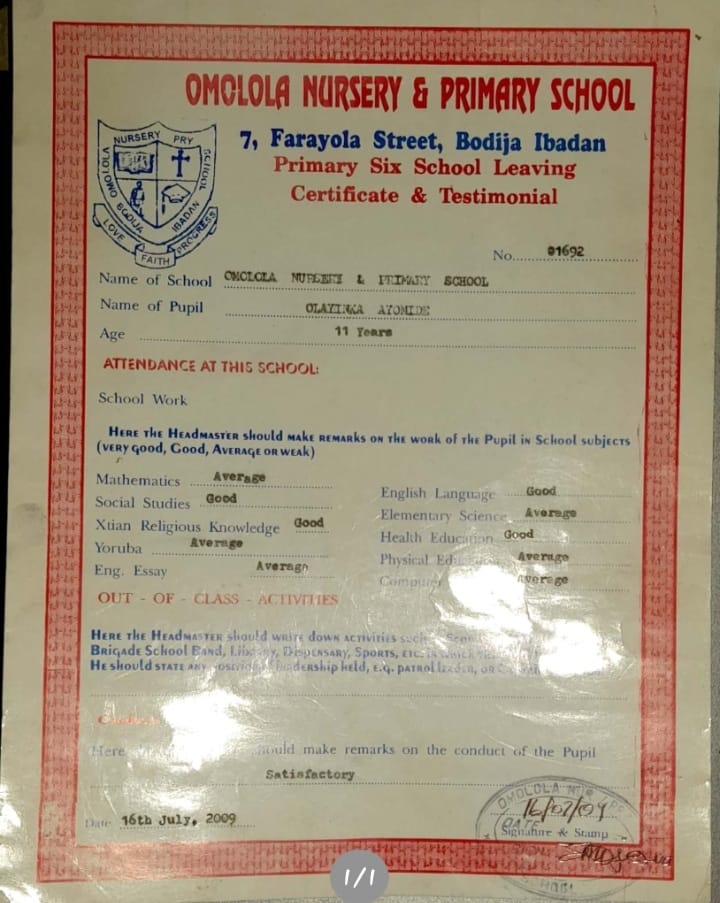 OMOLOLA NURSERY & PRIMARY SCHOOL
7, Farayola Street, Bodija Ibadan
Primary Six School Leaving
Certificate & Testimonial
NURSERY PRY SCHOOL
OMOLOLA BODIJA IBADAN
LOVE FAITH PROGRESS
No. 01692
Name of School OMOLOLA NURSERY & PRIMARY SCHOOL
Name of Pupil OLAYINKA AYOMIDE
Age 11 Years
ATTENDANCE AT THIS SCHOOL:
School Work
HERE THE HEADMASTER should MAKE REMARKS ON THE WORK of THE Pupil IN School subjects
(VERY good, Good, AVERAGE OR WEAK)
Mathematics Average
Social Studies Good
Xtian Religious Knowledge Good
Yoruba Average
Eng. Essay Average
English Language Good
Elementary Science Average
Health Education Good
Physical Average
Computer Average
OUT - OF - CLASS - ACTIVITIES
HERE THE HEADMASTER should WRITE down ACTIVITIES
BRIGADE School BAND, Library, DISPENSARY, SPORTS, ETC.
HE should STATE ANY leadership held, E.G. PATROL leader, OR
Here should make remarks on the conduct of the Pupil
Satisfactory
Date 16th July, 2009
OMOLOLA
16/07/09
DATE
Signature & Stamp
SCHOOL
1/1